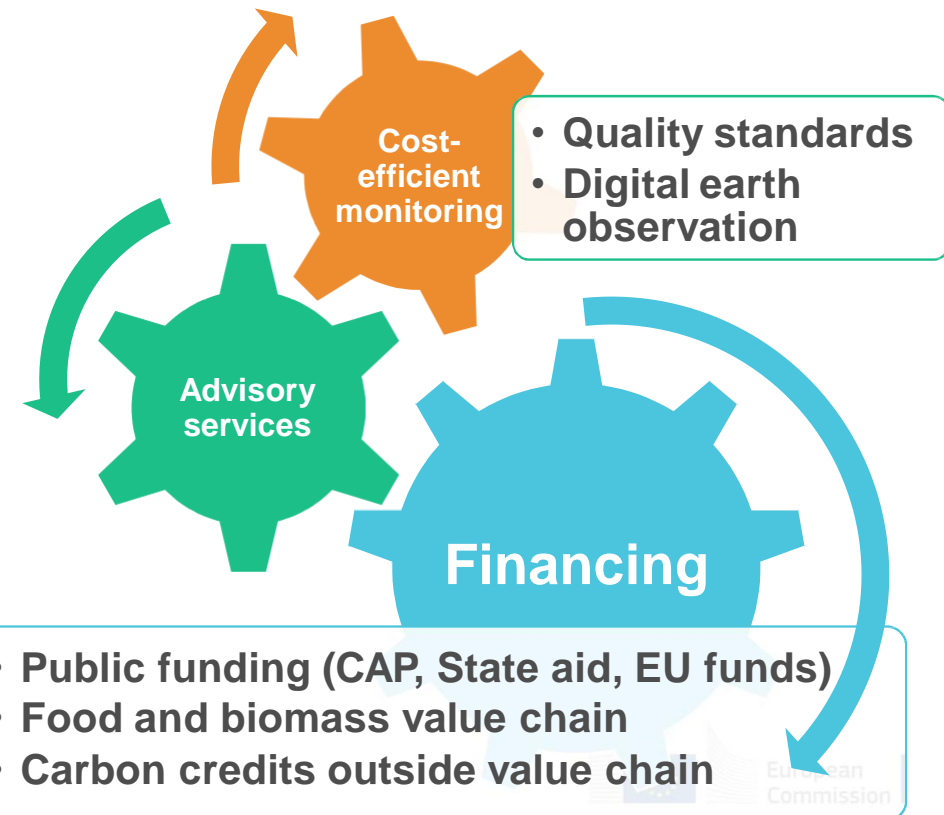 Cost-
efficient
monitoring
• Quality standards
• Digital earth
observation
Advisory
services
Financing
• Public funding (CAP, State aid, EU funds)
• Food and biomass value chain
• Carbon credits outside value chain
European
Commission